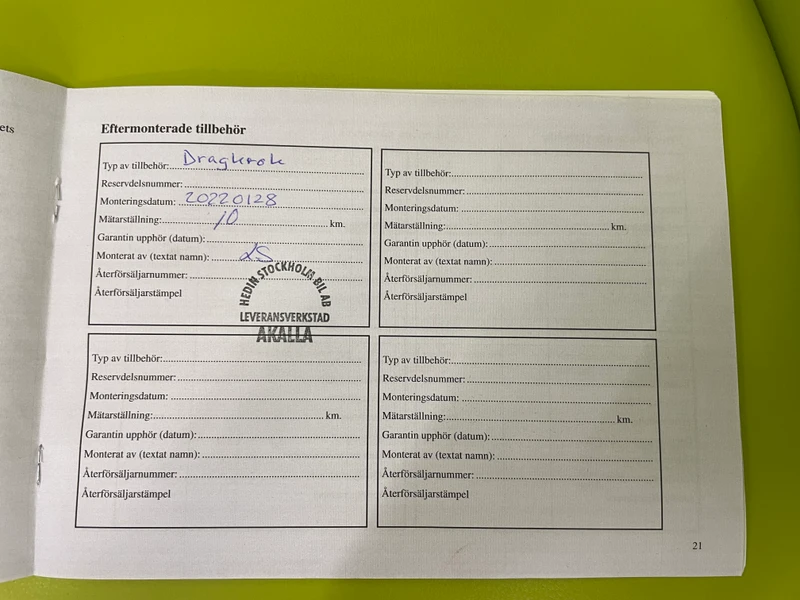 ets
Eftermonterade tillbehör
Typ av tillbehör: Dragkrok
Reservdelsnummer:
Monteringsdatum: 20220128
Mätarställning: 10 km.
Garantin upphör (datum):
Monterat av (textat namn): LS
Återförsäljarnummer:
Återförsäljarstämpel
HEDIN STOCKHOLM BIL AB
LEVERANSVERKSTAD
AKALLA
Typ av tillbehör:
Reservdelsnummer:
Monteringsdatum:
Mätarställning: km.
Garantin upphör (datum):
Monterat av (textat namn):
Återförsäljarnummer:
Återförsäljarstämpel
Typ av tillbehör:
Reservdelsnummer:
Monteringsdatum:
Mätarställning: km.
Garantin upphör (datum):
Monterat av (textat namn):
Återförsäljarnummer:
Återförsäljarstämpel
Typ av tillbehör:
Reservdelsnummer:
Monteringsdatum:
Mätarställning: km.
Garantin upphör (datum):
Monterat av (textat namn):
Återförsäljarnummer:
Återförsäljarstämpel
21